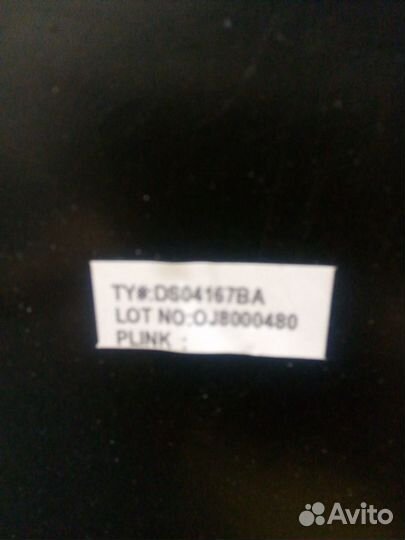 TY#:DS04167BA
LOT NO:OJ8000480
PLINK :
Avito